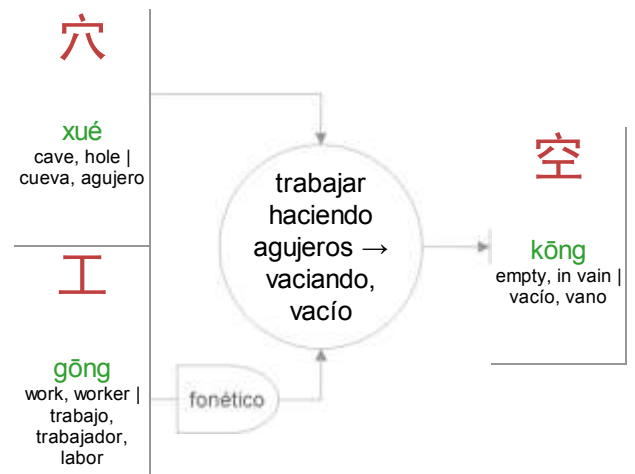 穴
xué
cave, hole |
cueva, agujero
工
gōng
work, worker |
trabajo,
trabajador,
labor
fonético
trabajar
haciendo
agujeros →
vaciando,
vacío
空
kōng
empty, in vain |
vacío, vano